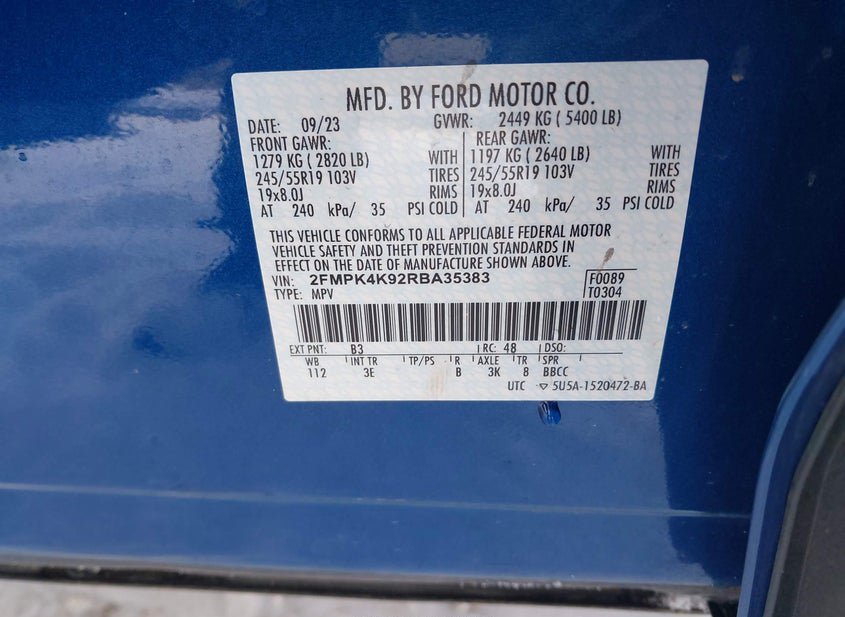 MFD. BY FORD MOTOR CO.
DATE: 09/23 GVWR: 2449 KG ( 5400 LB)
FRONT GAWR: REAR GAWR:
1279 KG ( 2820 LB) WITH 1197 KG ( 2640 LB) WITH
245/55R19 103V TIRES 245/55R19 103V TIRES
19x8.0J RIMS 19x8.0J RIMS
AT 240 kPa/ 35 PSI COLD AT 240 kPa/ 35 PSI COLD
THIS VEHICLE CONFORMS TO ALL APPLICABLE FEDERAL MOTOR
VEHICLE SAFETY AND THEFT PREVENTION STANDARDS IN
EFFECT ON THE DATE OF MANUFACTURE SHOWN ABOVE.
VIN: 2FMPK4K92RBA35383 F0089
TYPE: MPV T0304
EXT PNT: B3 RC: 48 DSO:
WB INT TR TP/PS R AXLE TR SPR
112 3E B 3K 8 BBCC
UTC ▽ 5U5A-1520472-BA